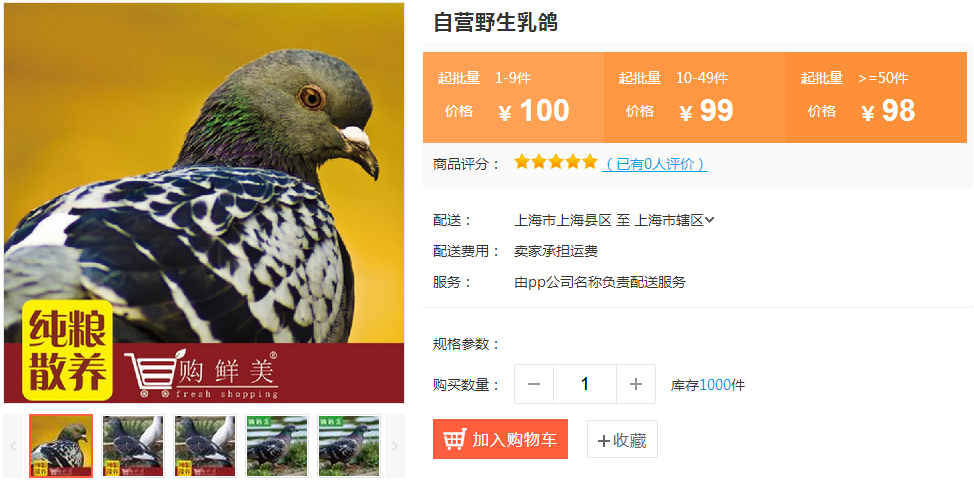 自营野生乳鸽
起批量 1-9件 起批量 10-49件 起批量 >=50件
价格 ¥ 100 价格 ¥ 99 价格 ¥ 98
商品评分： （已有0人评价）
配送： 上海市上海县区 至 上海市辖区
配送费用： 卖家承担运费
服务： 由pp公司名称负责配送服务
规格参数：
购买数量： − 1 + 库存1000件
加入购物车 +收藏
纯粮
散养
购鲜美®
fresh shopping